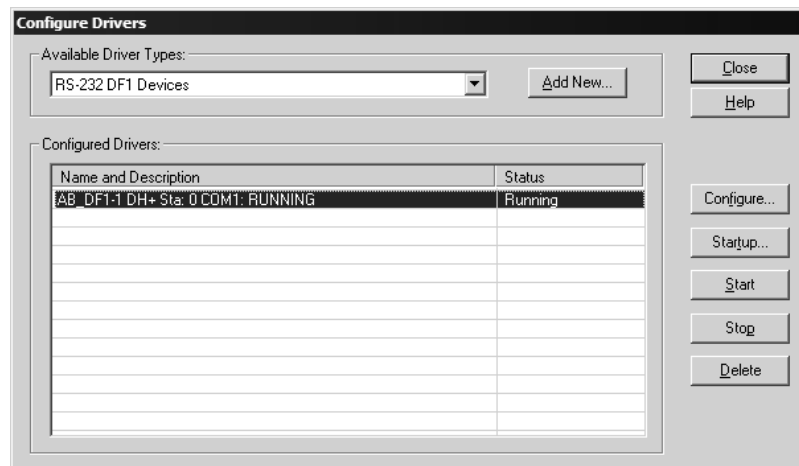 Configure Drivers
Available Driver Types:
RS-232 DF1 Devices
Add New...
Close
Help
Configured Drivers:
Name and Description Status
AB_DF1-1 DH+ Sta: 0 COM1: RUNNING Running
Configure...
Startup...
Start
Stop
Delete